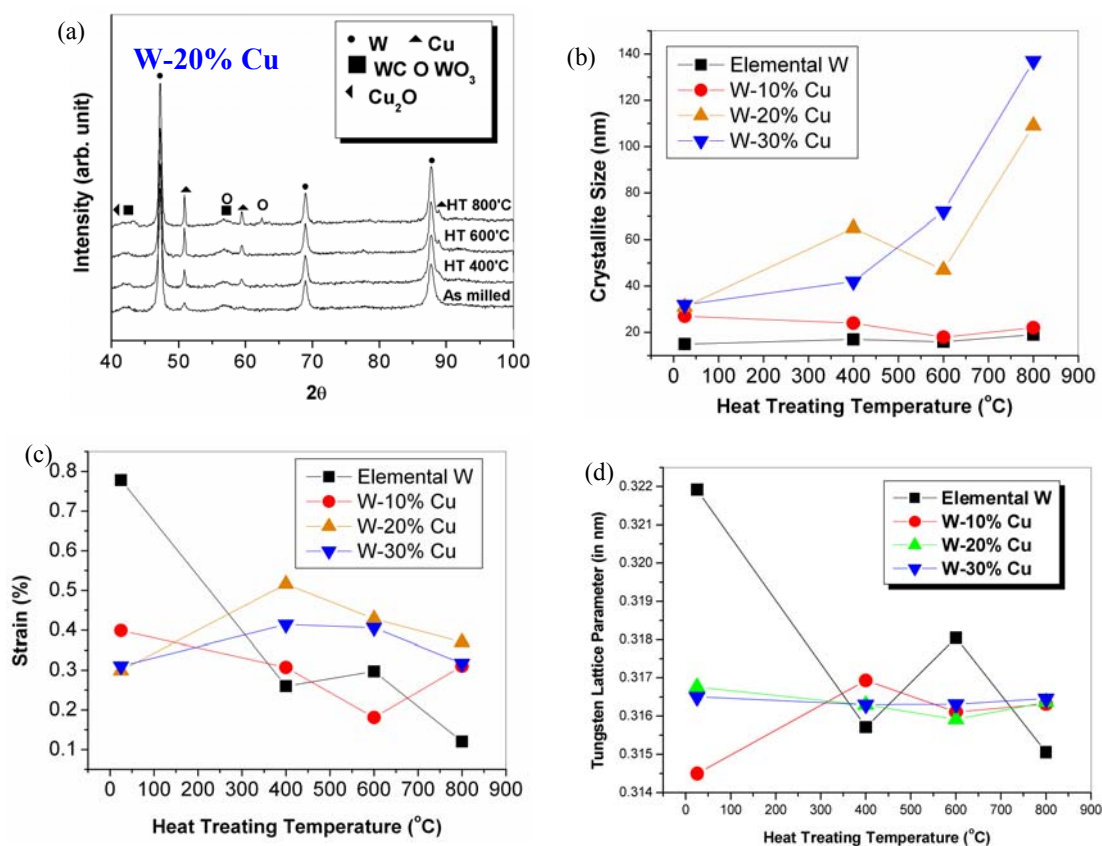 (a)
W-20% Cu
• W ▲ Cu
■ WC O WO3
◀ Cu2O
Intensity (arb. unit)
O
O
HT 800'C
HT 600'C
HT 400'C
As milled
40 50 60 70 80 90 100
2θ
(b)
Elemental W
W-10% Cu
W-20% Cu
W-30% Cu
Crystallite Size (nm)
140
120
100
80
60
40
20
0 100 200 300 400 500 600 700 800 900
Heat Treating Temperature (°C)
(c)
Elemental W
W-10% Cu
W-20% Cu
W-30% Cu
Strain (%)
0.8
0.7
0.6
0.5
0.4
0.3
0.2
0.1
0 100 200 300 400 500 600 700 800 900
Heat Treating Temperature (°C)
(d)
Elemental W
W-10% Cu
W-20% Cu
W-30% Cu
Tungsten Lattice Parameter (in nm)
0.322
0.321
0.320
0.319
0.318
0.317
0.316
0.315
0.314
0 100 200 300 400 500 600 700 800 900
Heat Treating Temperature (°C)